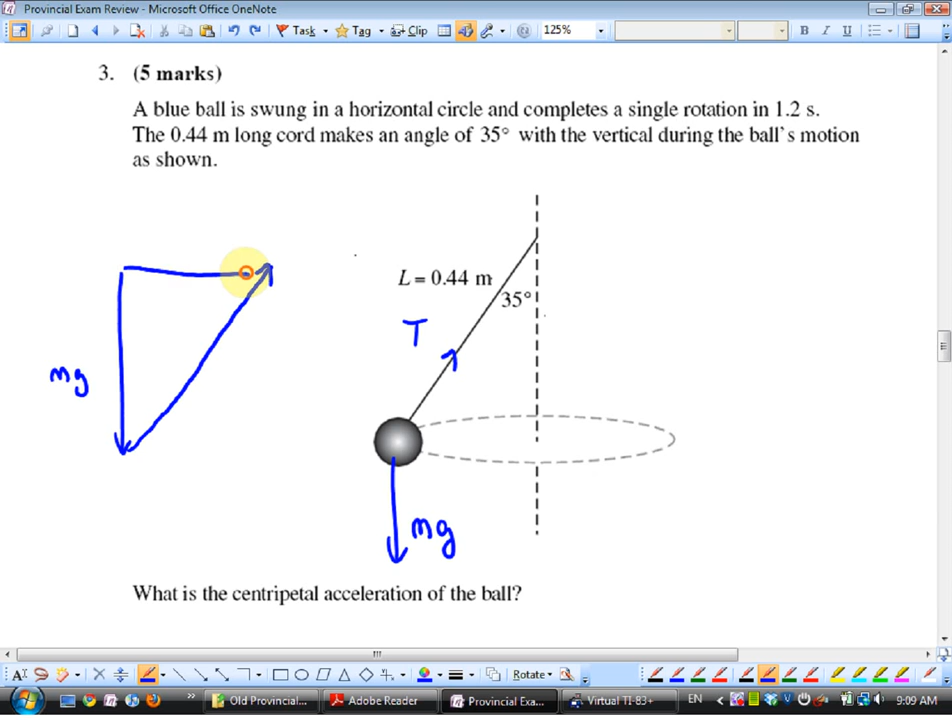 Provincial Exam Review - Microsoft Office OneNote
Task Tag Clip 125% B I U
3. (5 marks)
A blue ball is swung in a horizontal circle and completes a single rotation in 1.2 s.
The 0.44 m long cord makes an angle of 35° with the vertical during the ball's motion
as shown.
L = 0.44 m
35°
T
mg
mg
What is the centripetal acceleration of the ball?
Rotate
Old Provincial... Adobe Reader Provincial Exa... Virtual TI-83+ EN 9:09 AM